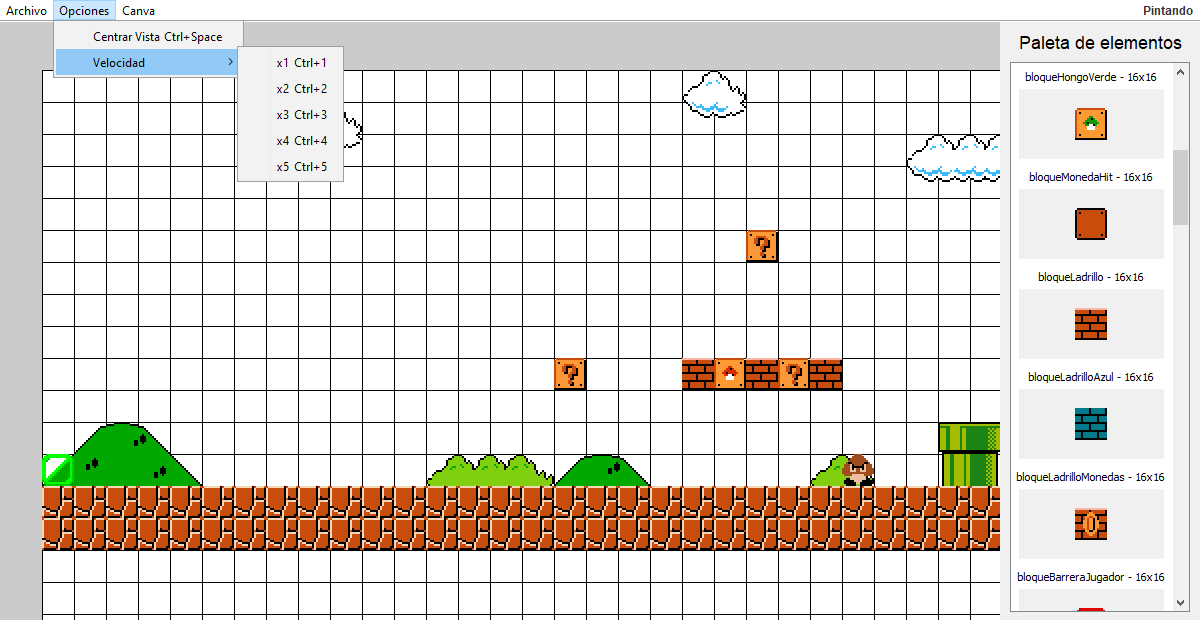 Archivo Opciones Canva Pintando
Centrar Vista Ctrl+Space
Velocidad
x1 Ctrl+1
x2 Ctrl+2
x3 Ctrl+3
x4 Ctrl+4
x5 Ctrl+5
Paleta de elementos
bloqueHongoVerde - 16x16
bloqueMonedaHit - 16x16
bloqueLadrillo - 16x16
bloqueLadrilloAzul - 16x16
bloqueLadrilloMonedas - 16x16
bloqueBarreraJugador - 16x16
?
?
?